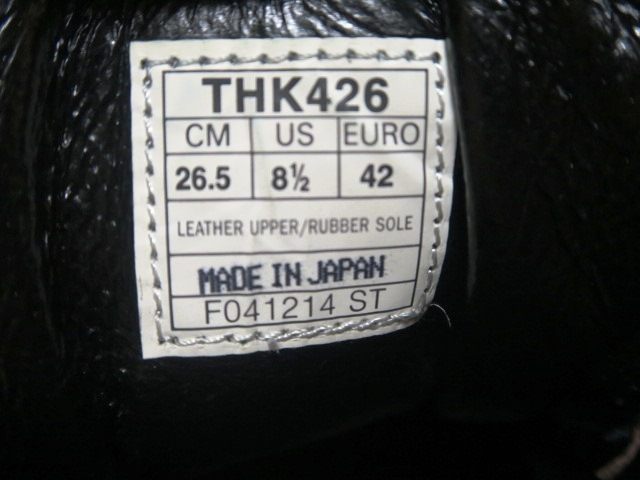 THK426
CM US EURO
26.5 8½ 42
LEATHER UPPER/RUBBER SOLE
MADE IN JAPAN
F041214 ST